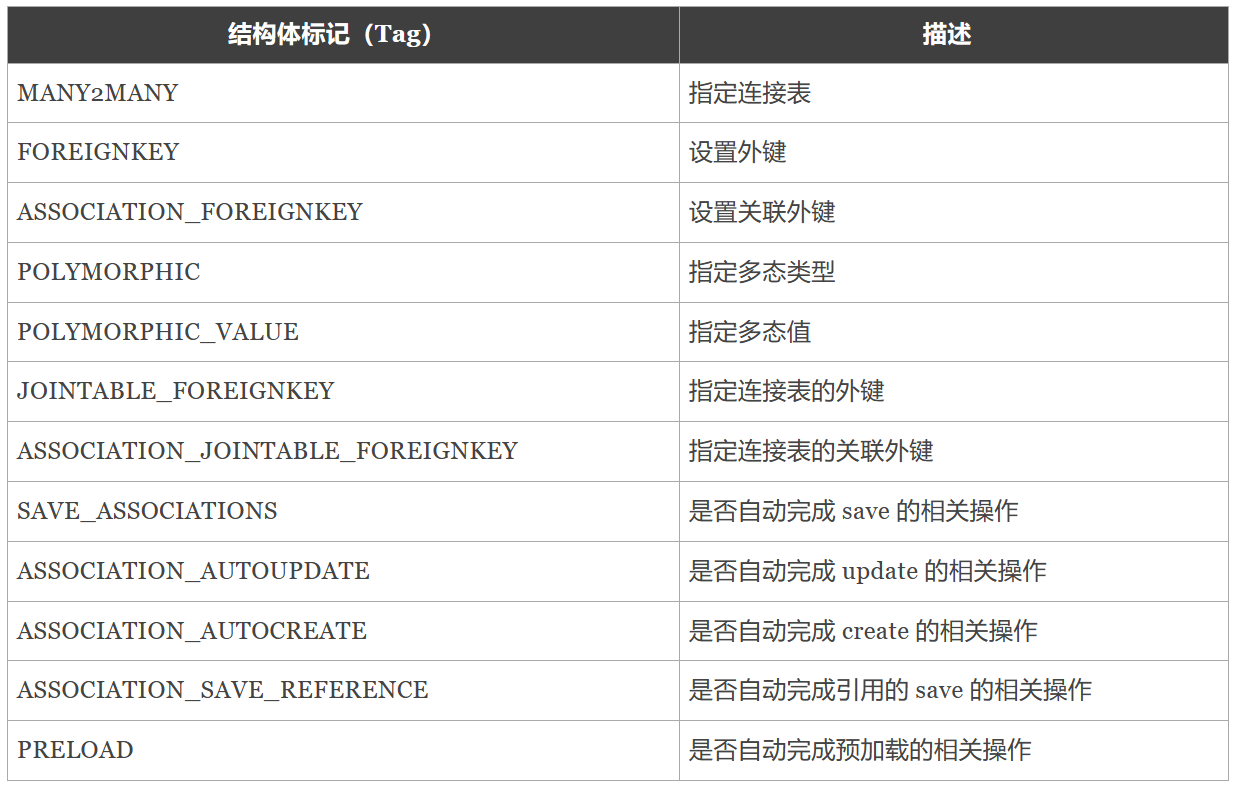 结构体标记（Tag） 描述
MANY2MANY 指定连接表
FOREIGNKEY 设置外键
ASSOCIATION_FOREIGNKEY 设置关联外键
POLYMORPHIC 指定多态类型
POLYMORPHIC_VALUE 指定多态值
JOINTABLE_FOREIGNKEY 指定连接表的外键
ASSOCIATION_JOINTABLE_FOREIGNKEY 指定连接表的关联外键
SAVE_ASSOCIATIONS 是否自动完成 save 的相关操作
ASSOCIATION_AUTOUPDATE 是否自动完成 update 的相关操作
ASSOCIATION_AUTOCREATE 是否自动完成 create 的相关操作
ASSOCIATION_SAVE_REFERENCE 是否自动完成引用的 save 的相关操作
PRELOAD 是否自动完成预加载的相关操作